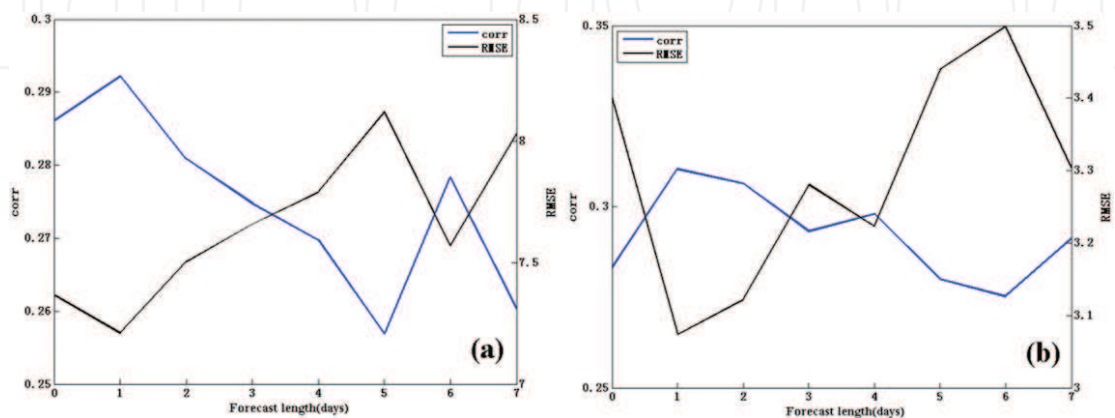 0.3
0.29
0.28
0.27
0.26
0.25
corr
8.5
8
7.5
7
RMSE
corr
RMSE
0 1 2 3 4 5 6 7
Forecast length(days)
(a)
0.35
0.3
0.25
corr
3.5
3.4
3.3
3.2
3.1
3
RMSE
corr
RMSE
0 1 2 3 4 5 6 7
Forecast length(days)
(b)